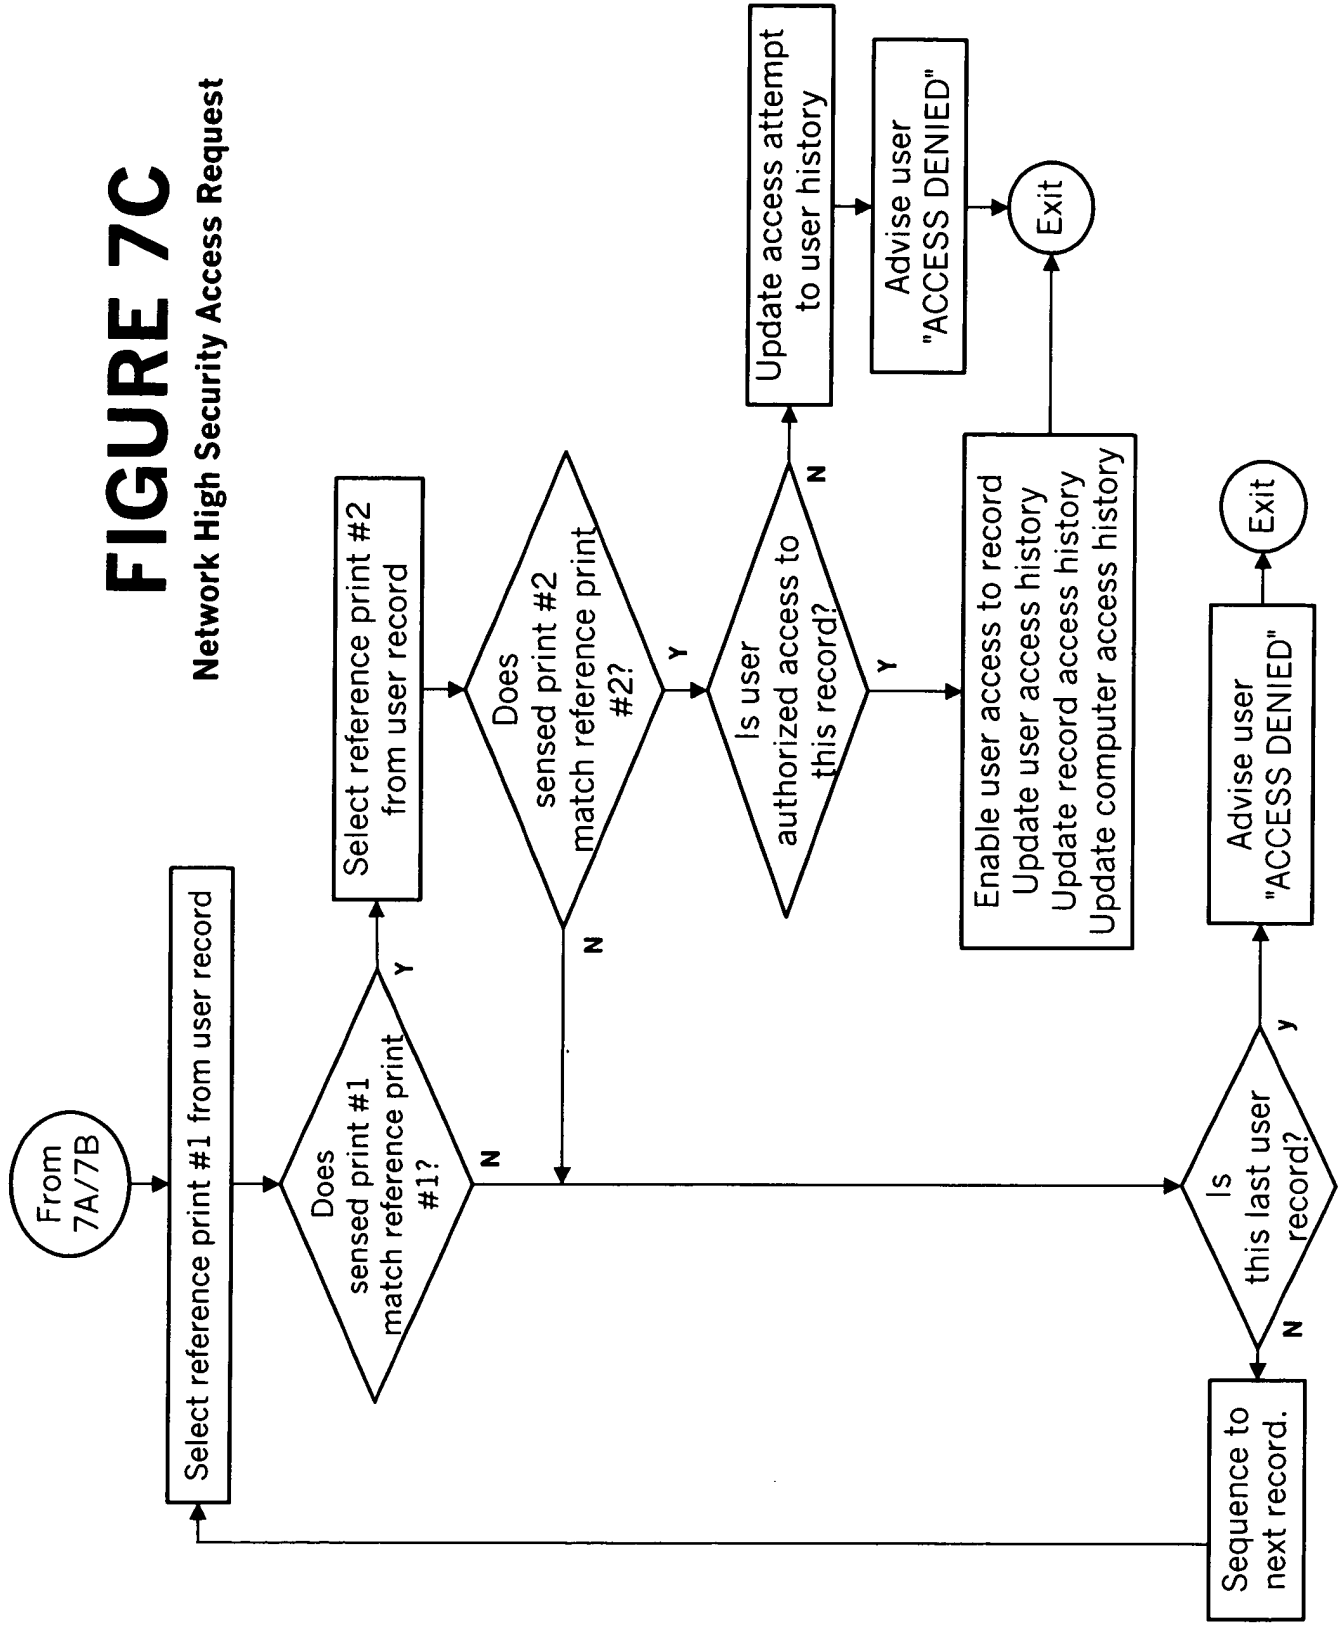 FIGURE 7C
Network High Security Access Request
From
7A/7B
Select reference print #1 from user record
Does
sensed print #1
match reference print
#1?
Y
N
Select reference print #2
from user record
Does
sensed print #2
match reference print
#2?
N
Y
Is user
authorized access to
this record?
N
Y
Update access attempt
to user history
Advise user
"ACCESS DENIED"
Exit
Enable user access to record
Update user access history
Update record access history
Update computer access history
Is
this last user
record?
N
y
Sequence to
next record.
Advise user
"ACCESS DENIED"
Exit